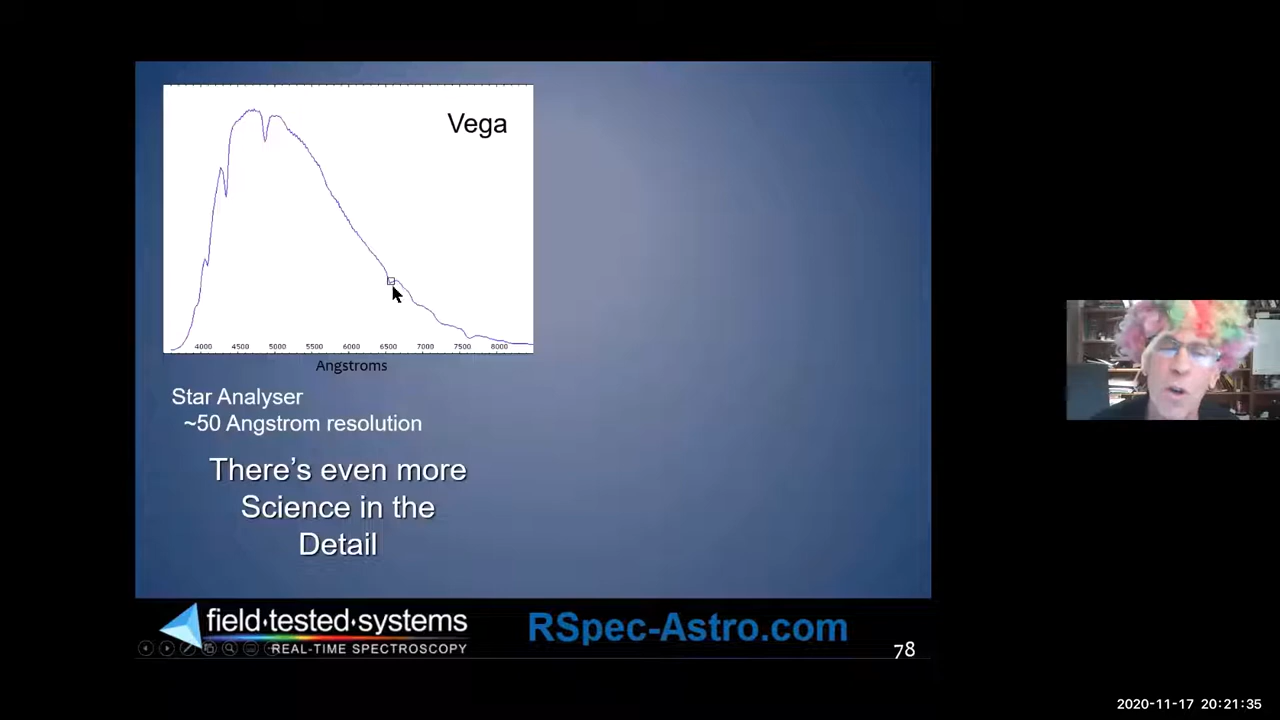 Vega
4000 4500 5000 5500 6000 6500 7000 7500 8000
Angstroms
Star Analyser
~50 Angstrom resolution
There's even more
Science in the
Detail
field·tested·systems
REAL-TIME SPECTROSCOPY
RSpec-Astro.com
78
2020-11-17 20:21:35